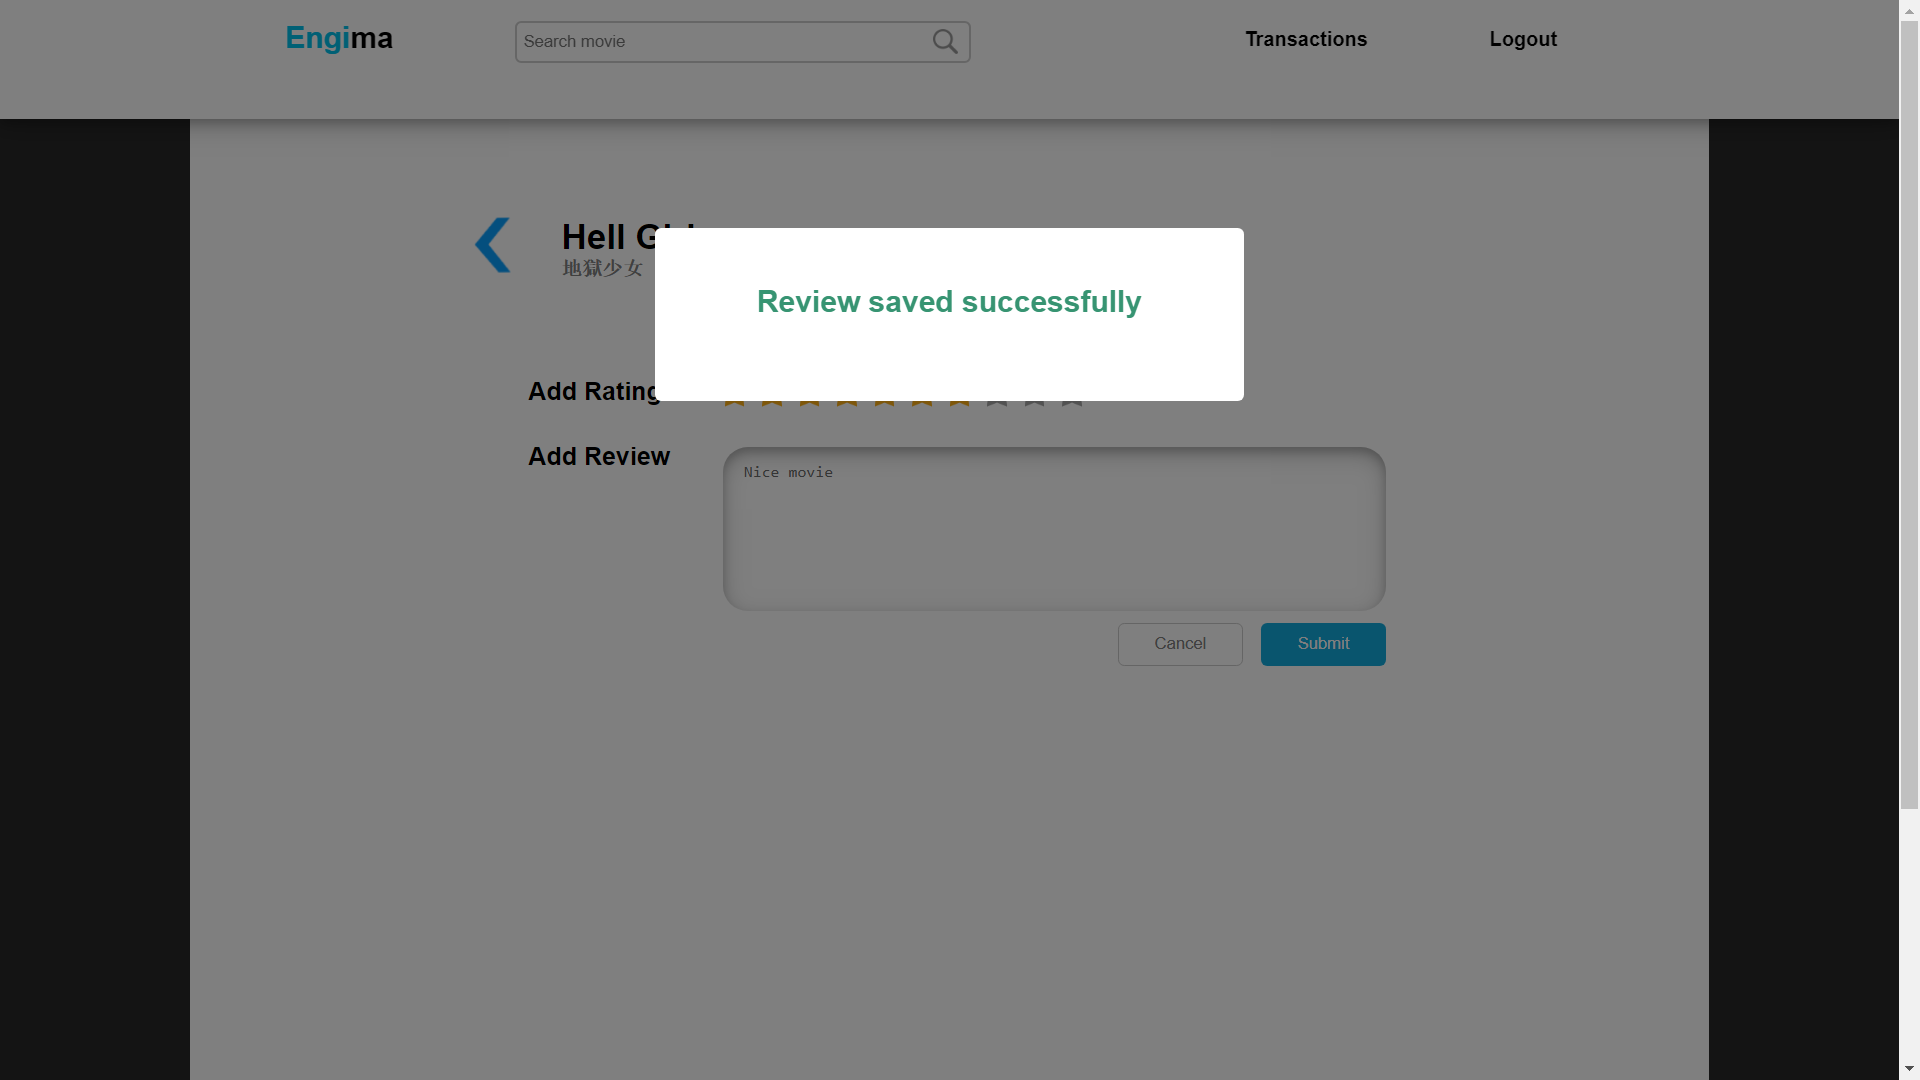 Engima
Search movie
Transactions
Logout
Hell
地獄少女
Review saved successfully
Add Rating
Add Review
Nice movie
Cancel
Submit